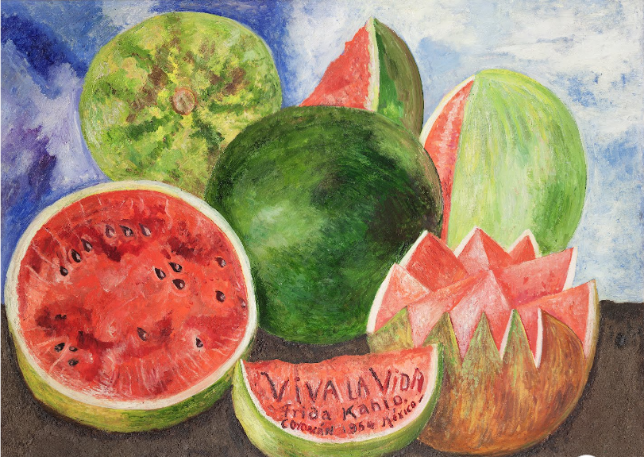 VIVA LA VIDA
Frida Kahlo.
Coyoacán 1954 México.